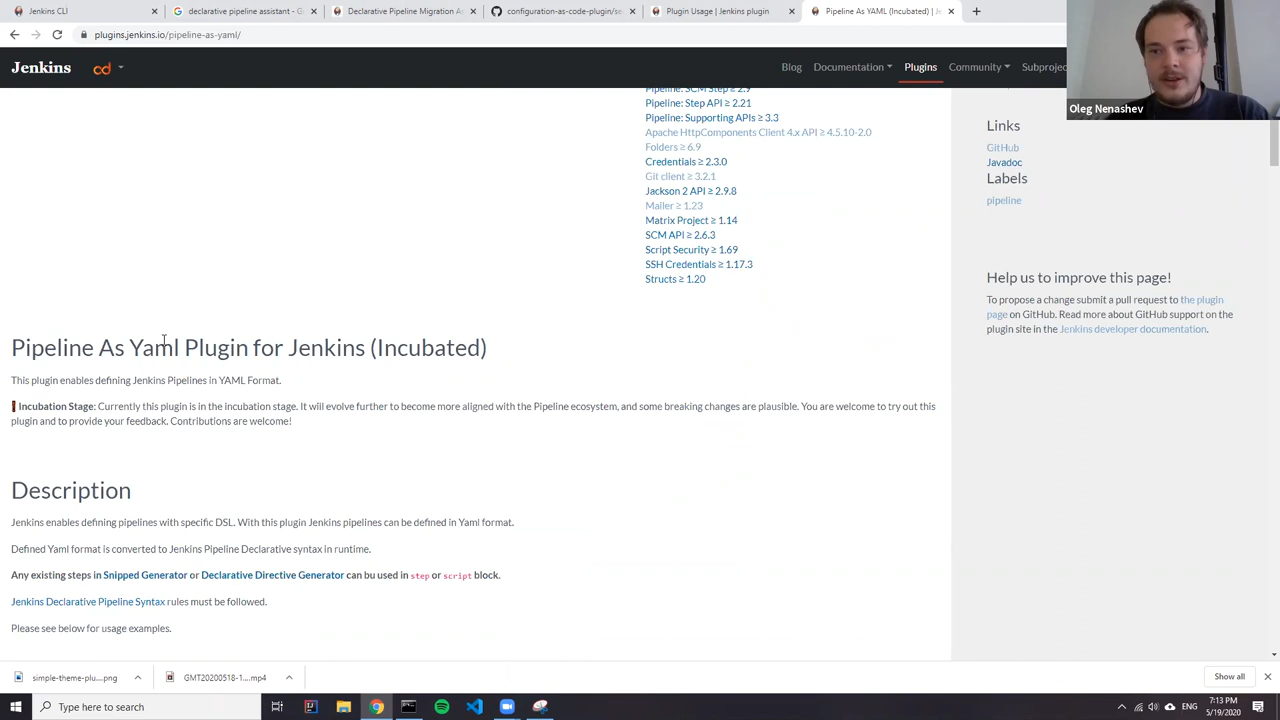 Jenkins CLI
declarative pipeline assistant - G
Declarative Pipeline Migration As
configuration-as-code-plugin/se
Plugin Usage | Jenkins plugin
Pipeline As YAML (Incubated) | Je
plugins.jenkins.io/pipeline-as-yaml/
Jenkins
cd
Blog
Documentation
Plugins
Community
Subprojec
Oleg Nenashev
Pipeline: SCM Step ≥ 2.9
Pipeline: Step API ≥ 2.21
Pipeline: Supporting APIs ≥ 3.3
Apache HttpComponents Client 4.x API ≥ 4.5.10-2.0
Folders ≥ 6.9
Credentials ≥ 2.3.0
Git client ≥ 3.2.1
Jackson 2 API ≥ 2.9.8
Mailer ≥ 1.23
Matrix Project ≥ 1.14
SCM API ≥ 2.6.3
Script Security ≥ 1.69
SSH Credentials ≥ 1.17.3
Structs ≥ 1.20
Links
GitHub
Javadoc
Labels
pipeline
Help us to improve this page!
To propose a change submit a pull request to the plugin
page on GitHub. Read more about GitHub support on the
plugin site in the Jenkins developer documentation.
Pipeline As Yaml Plugin for Jenkins (Incubated)
This plugin enables defining Jenkins Pipelines in YAML Format.
Incubation Stage: Currently this plugin is in the incubation stage. It will evolve further to become more aligned with the Pipeline ecosystem, and some breaking changes are plausible. You are welcome to try out this
plugin and to provide your feedback. Contributions are welcome!
Description
Jenkins enables defining pipelines with specific DSL. With this plugin Jenkins pipelines can be defined in Yaml format.
Defined Yaml format is converted to Jenkins Pipeline Declarative syntax in runtime.
Any existing steps in Snipped Generator or Declarative Directive Generator can bu used in step or script block.
Jenkins Declarative Pipeline Syntax rules must be followed.
Please see below for usage examples.
simple-theme-plu....png
GMT20200518-1....mp4
Show all
Type here to search
ENG
7:13 PM
5/19/2020